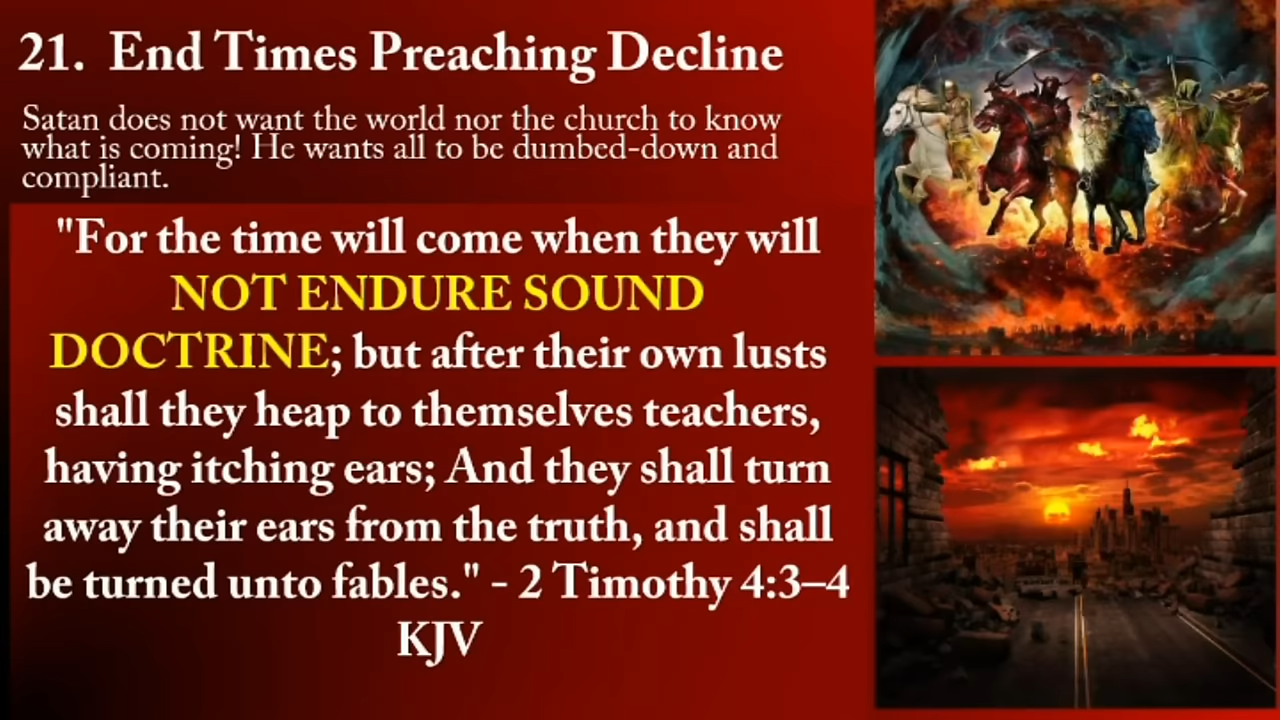 21. End Times Preaching Decline
Satan does not want the world nor the church to know
what is coming! He wants all to be dumbed-down and
compliant.
"For the time will come when they will
NOT ENDURE SOUND
DOCTRINE; but after their own lusts
shall they heap to themselves teachers,
having itching ears; And they shall turn
away their ears from the truth, and shall
be turned unto fables." - 2 Timothy 4:3–4
KJV